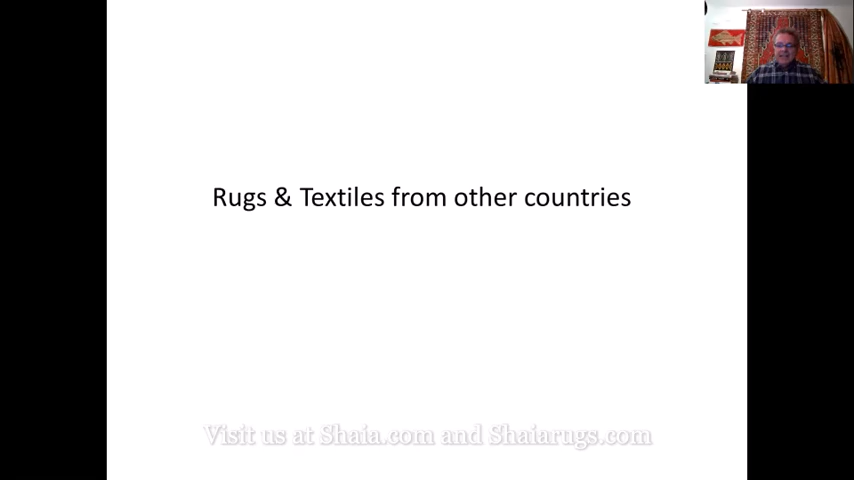 Rugs & Textiles from other countries
Visit us at Shaia.com and Shaiarugs.com